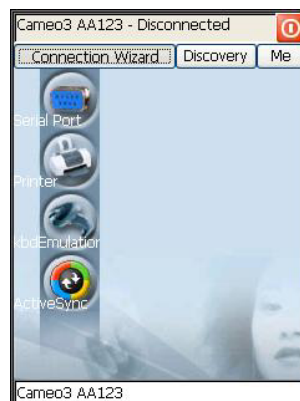 Cameo3 AA123 - Disconnected
Connection Wizard Discovery Me
Serial Port
Printer
kbdEmulation
ActiveSync
Cameo3 AA123